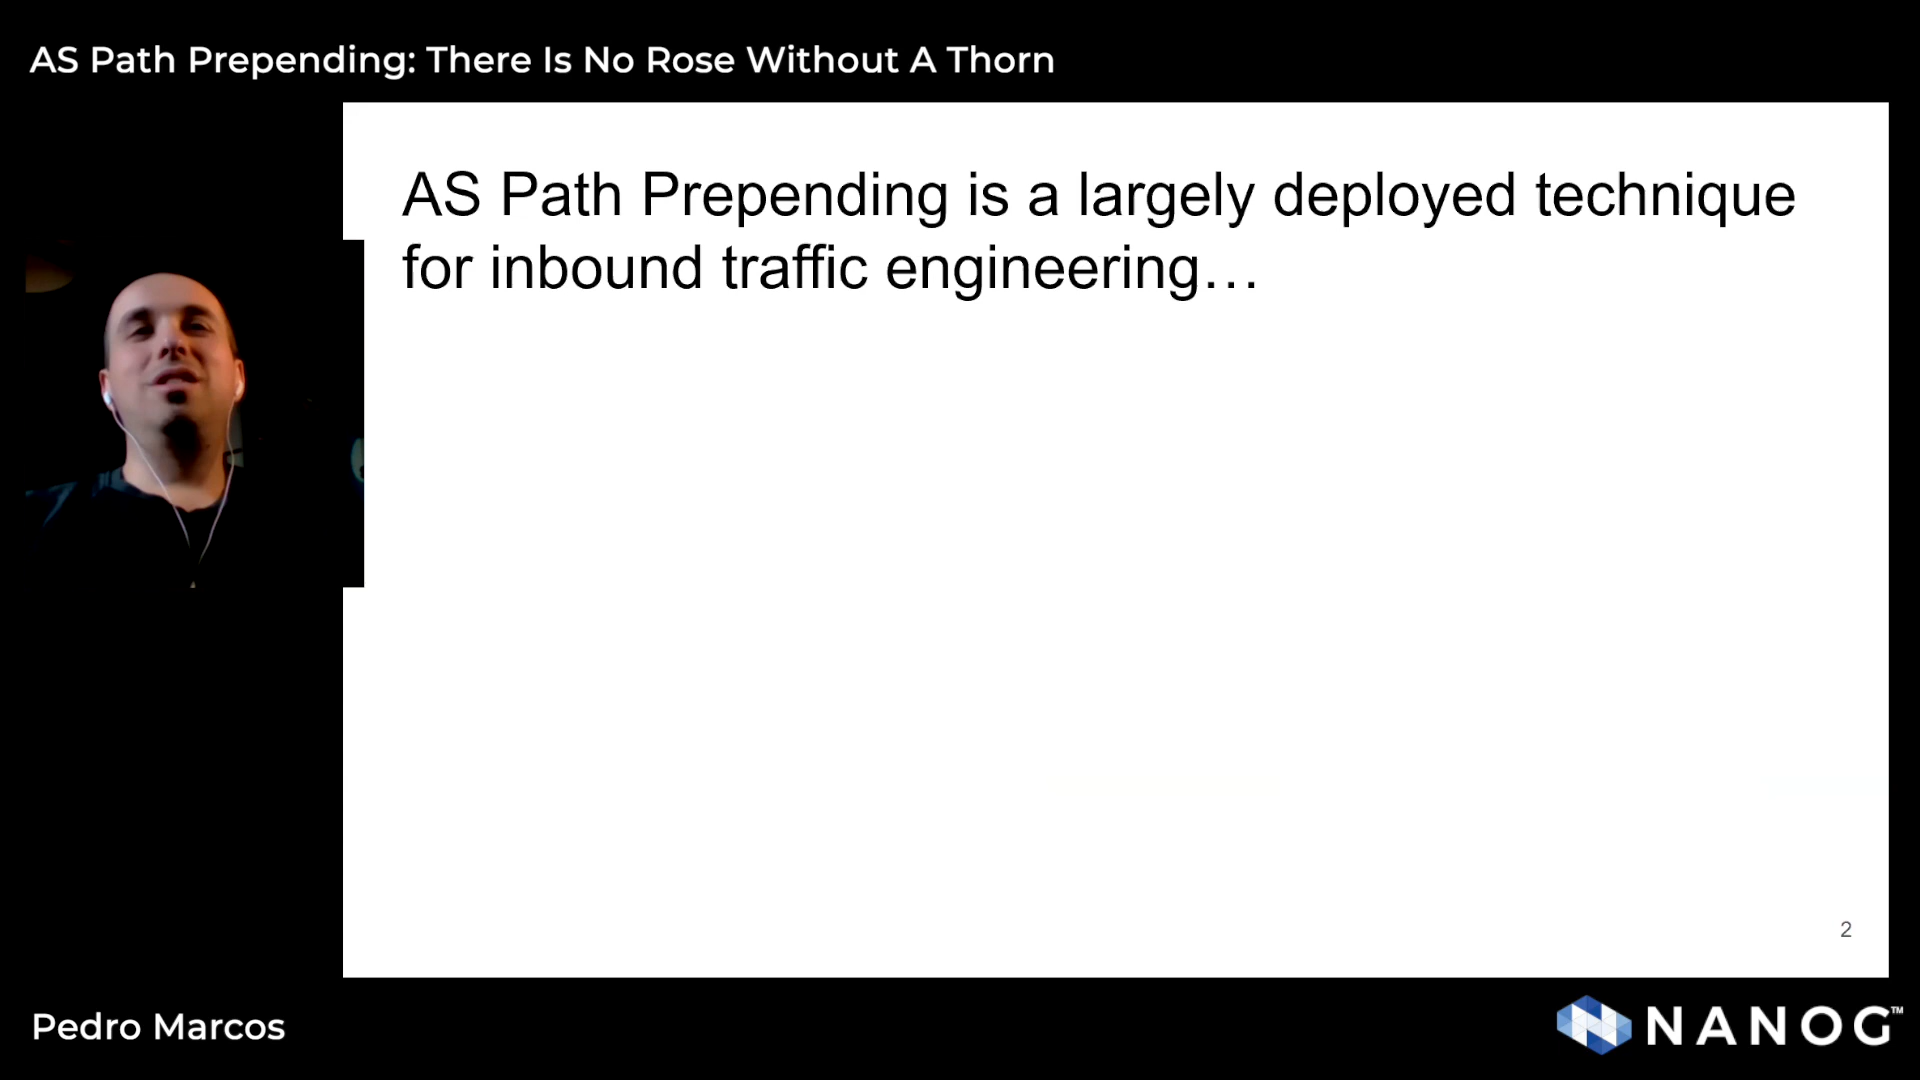 AS Path Prepending: There Is No Rose Without A Thorn
AS Path Prepending is a largely deployed technique
for inbound traffic engineering…
2
Pedro Marcos
NANOG™